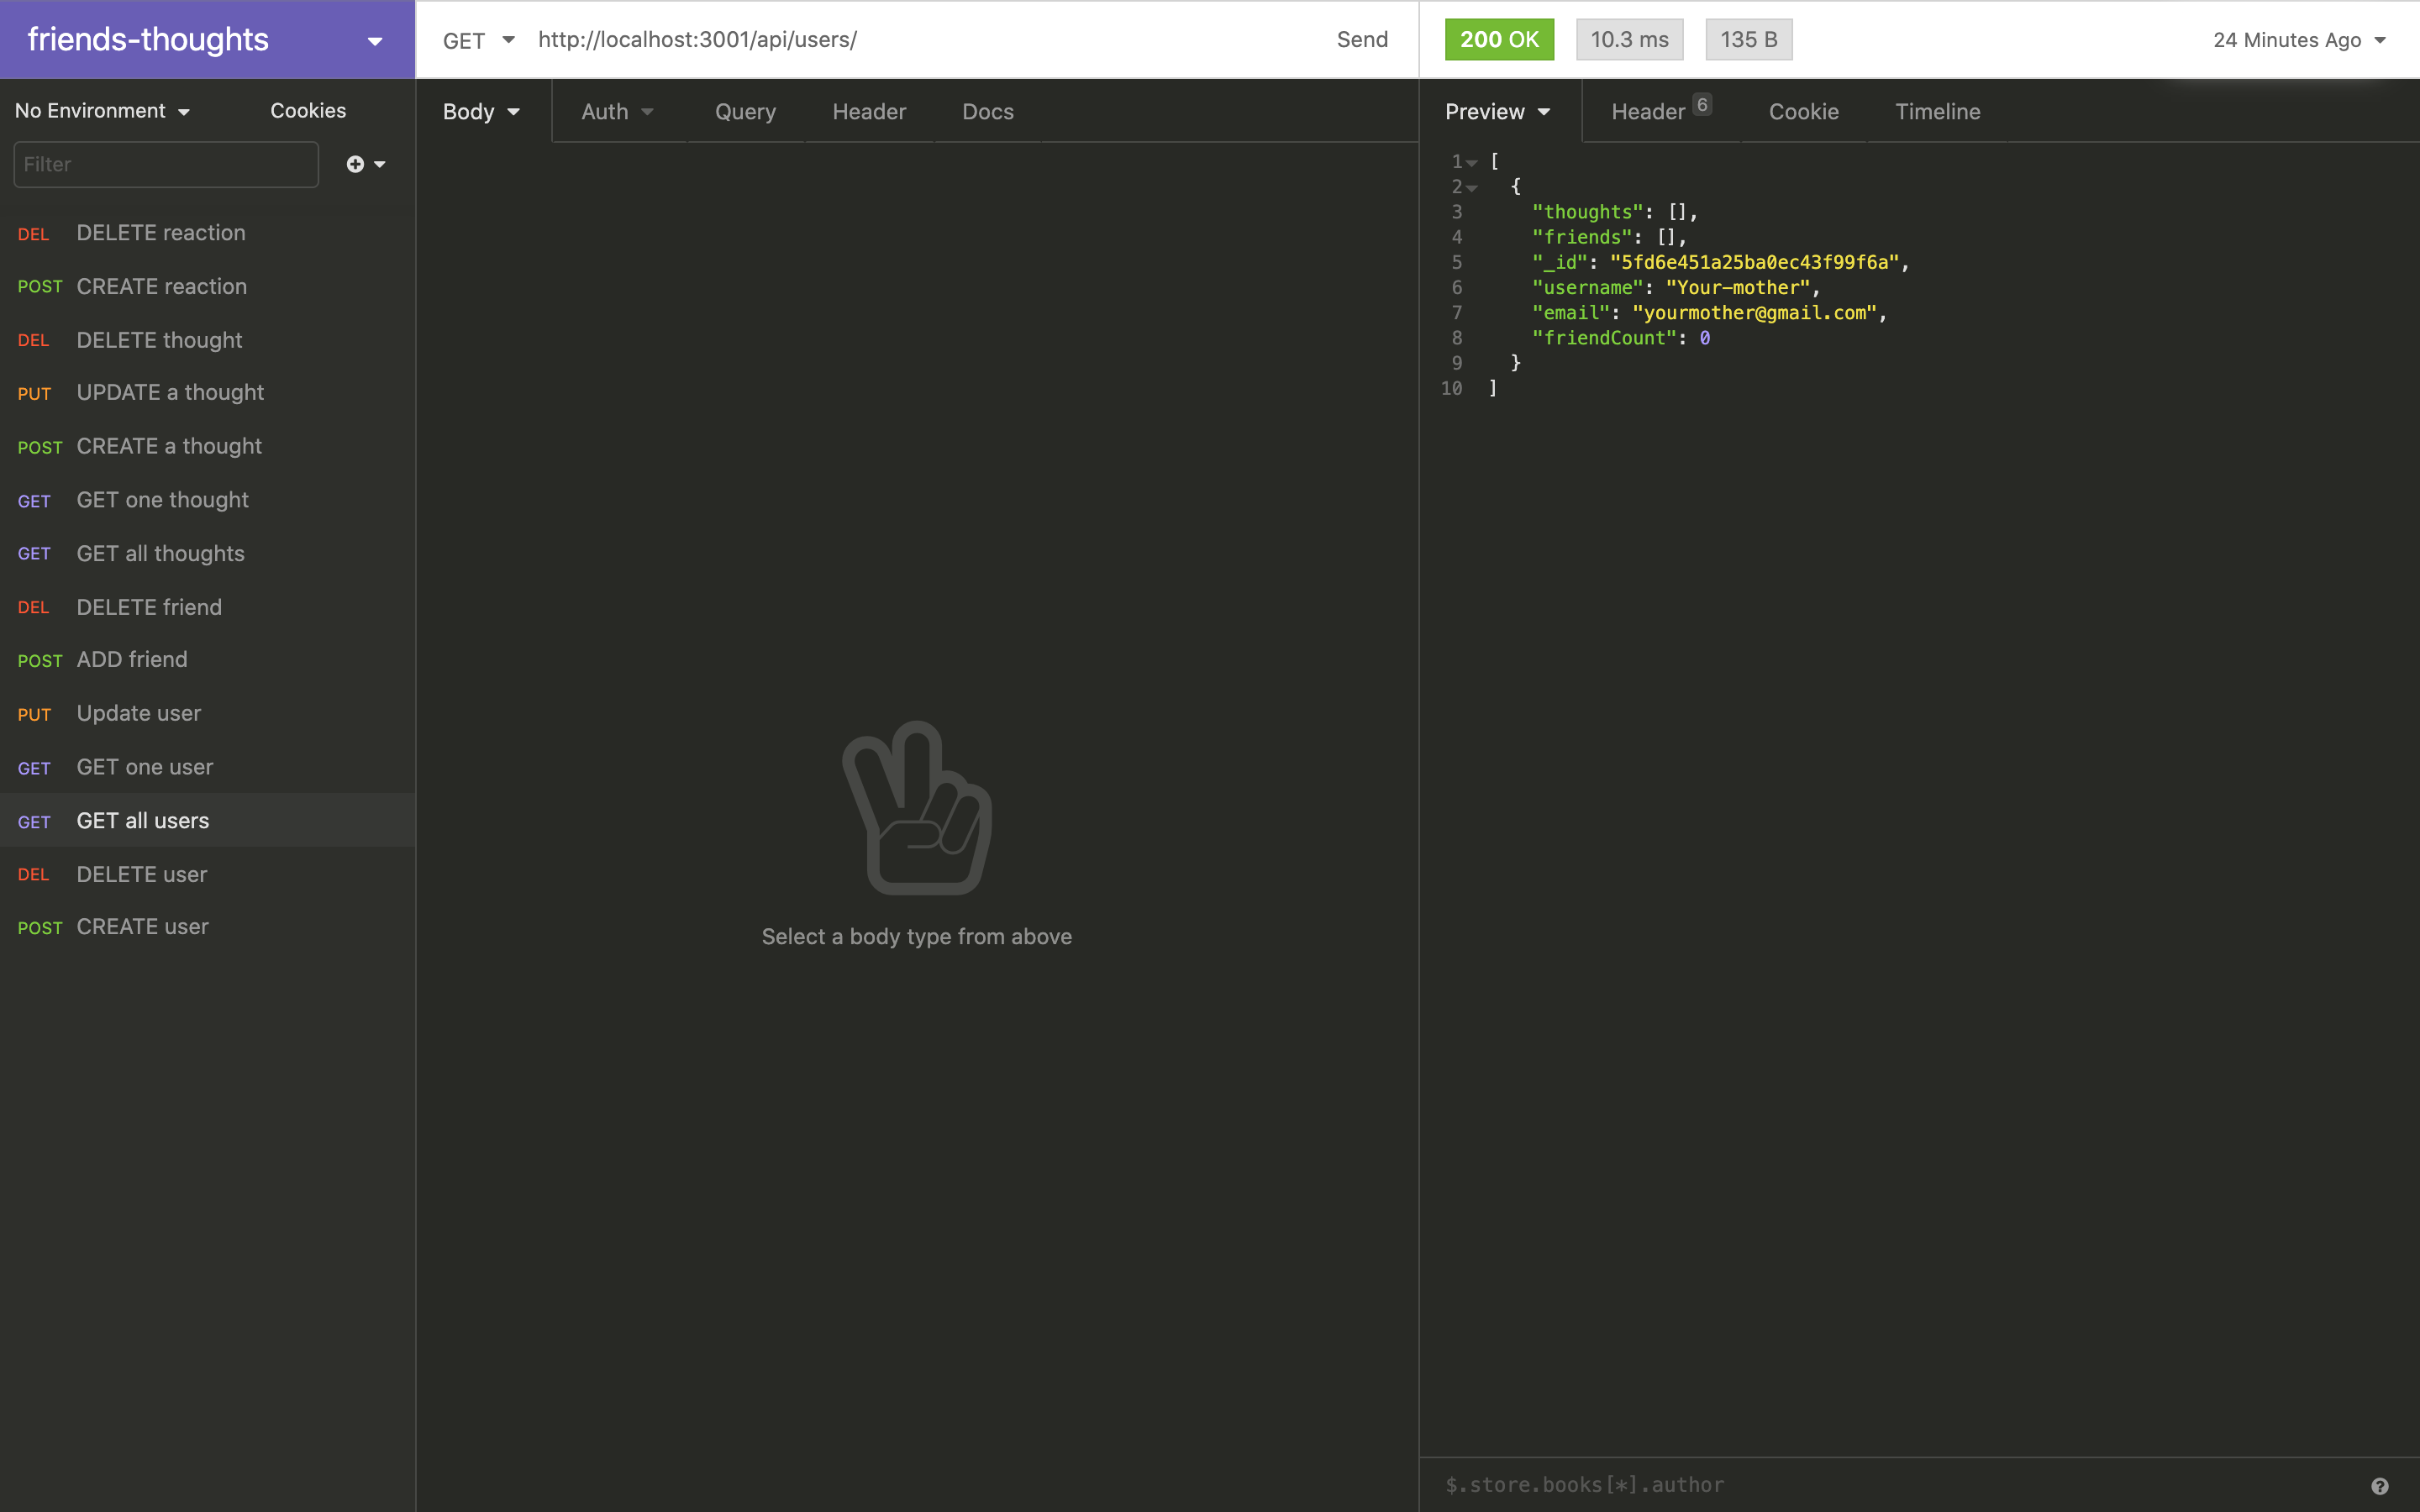 friends-thoughts
GET http://localhost:3001/api/users/ Send
200 OK 10.3 ms 135 B 24 Minutes Ago
No Environment Cookies
Filter
DEL DELETE reaction
POST CREATE reaction
DEL DELETE thought
PUT UPDATE a thought
POST CREATE a thought
GET GET one thought
GET GET all thoughts
DEL DELETE friend
POST ADD friend
PUT Update user
GET GET one user
GET GET all users
DEL DELETE user
POST CREATE user
Body Auth Query Header Docs
Select a body type from above
Preview Header 6 Cookie Timeline
1 [
2 {
3 "thoughts": [],
4 "friends": [],
5 "_id": "5fd6e451a25ba0ec43f99f6a",
6 "username": "Your-mother",
7 "email": "yourmother@gmail.com",
8 "friendCount": 0
9 }
10 ]
$.store.books[*].author ?